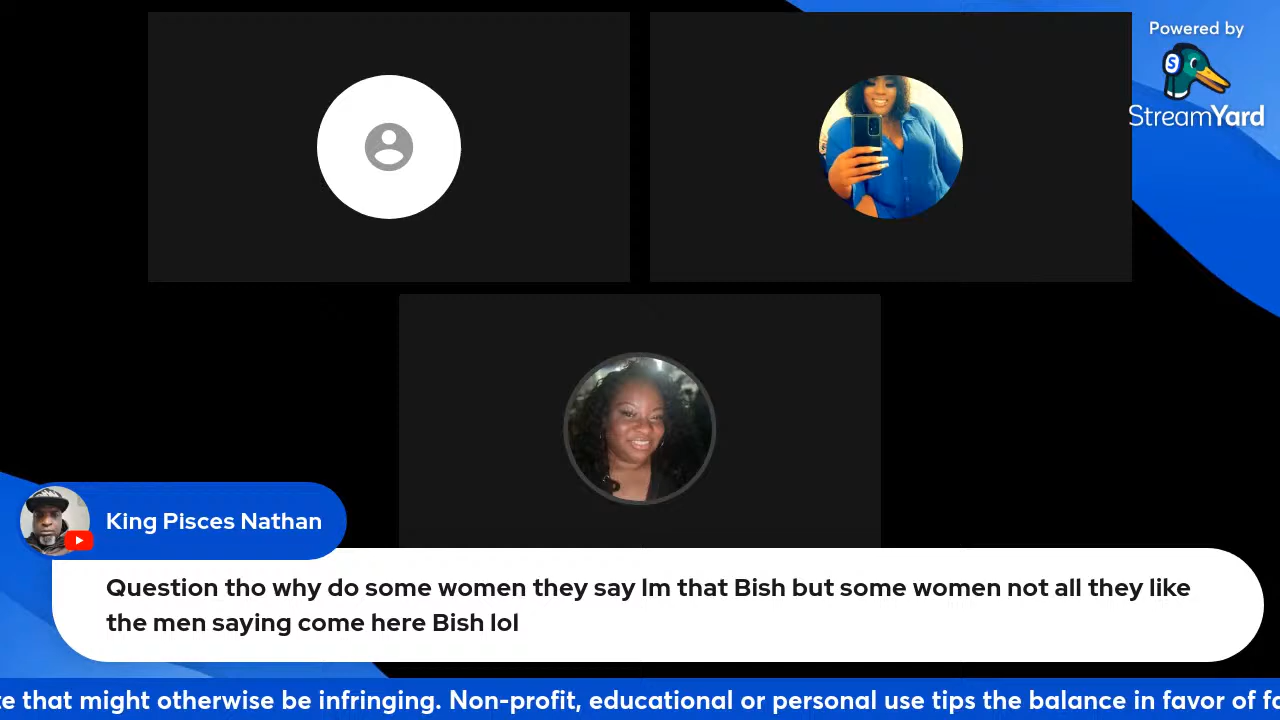 Powered by
S
StreamYard
King Pisces Nathan
Question tho why do some women they say Im that Bish but some women not all they like
the men saying come here Bish lol
that might otherwise be infringing. Non-profit, educational or personal use tips the balance in favor of